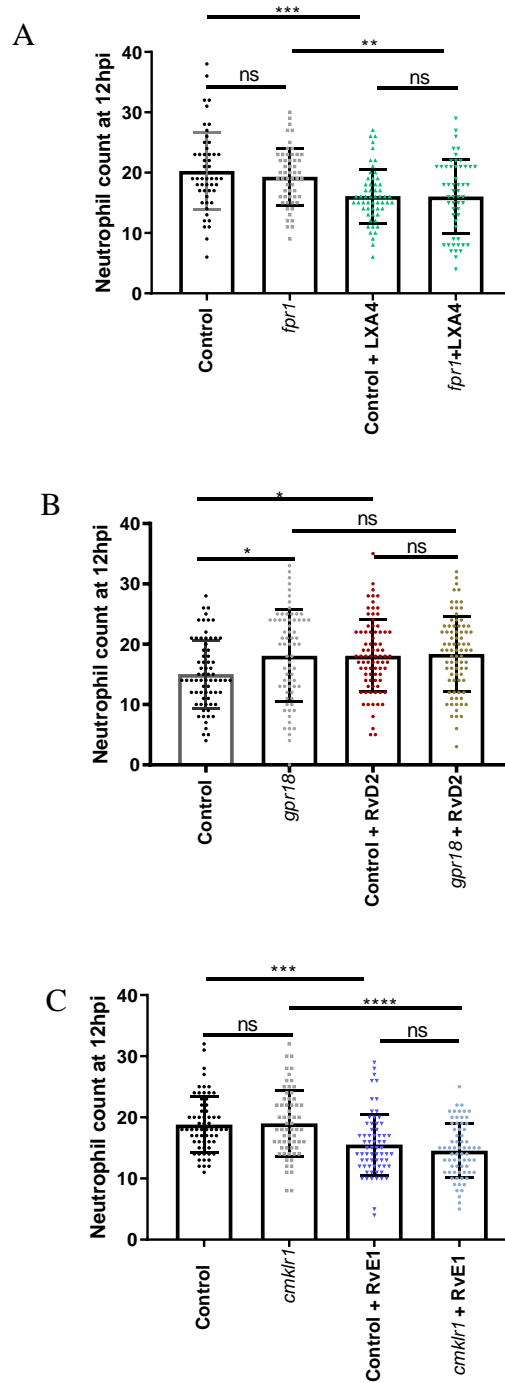 A
***
**
ns
ns
Neutrophil count at 12hpi
40
30
20
10
0
Control
fpr1
Control + LXA4
fpr1+LXA4
B
*
ns
*
ns
Neutrophil count at 12hpi
40
30
20
10
0
Control
gpr18
Control + RvD2
gpr18 + RvD2
C
***
****
ns
ns
Neutrophil count at 12hpi
40
30
20
10
0
Control
cmklr1
Control + RvE1
cmklr1 + RvE1